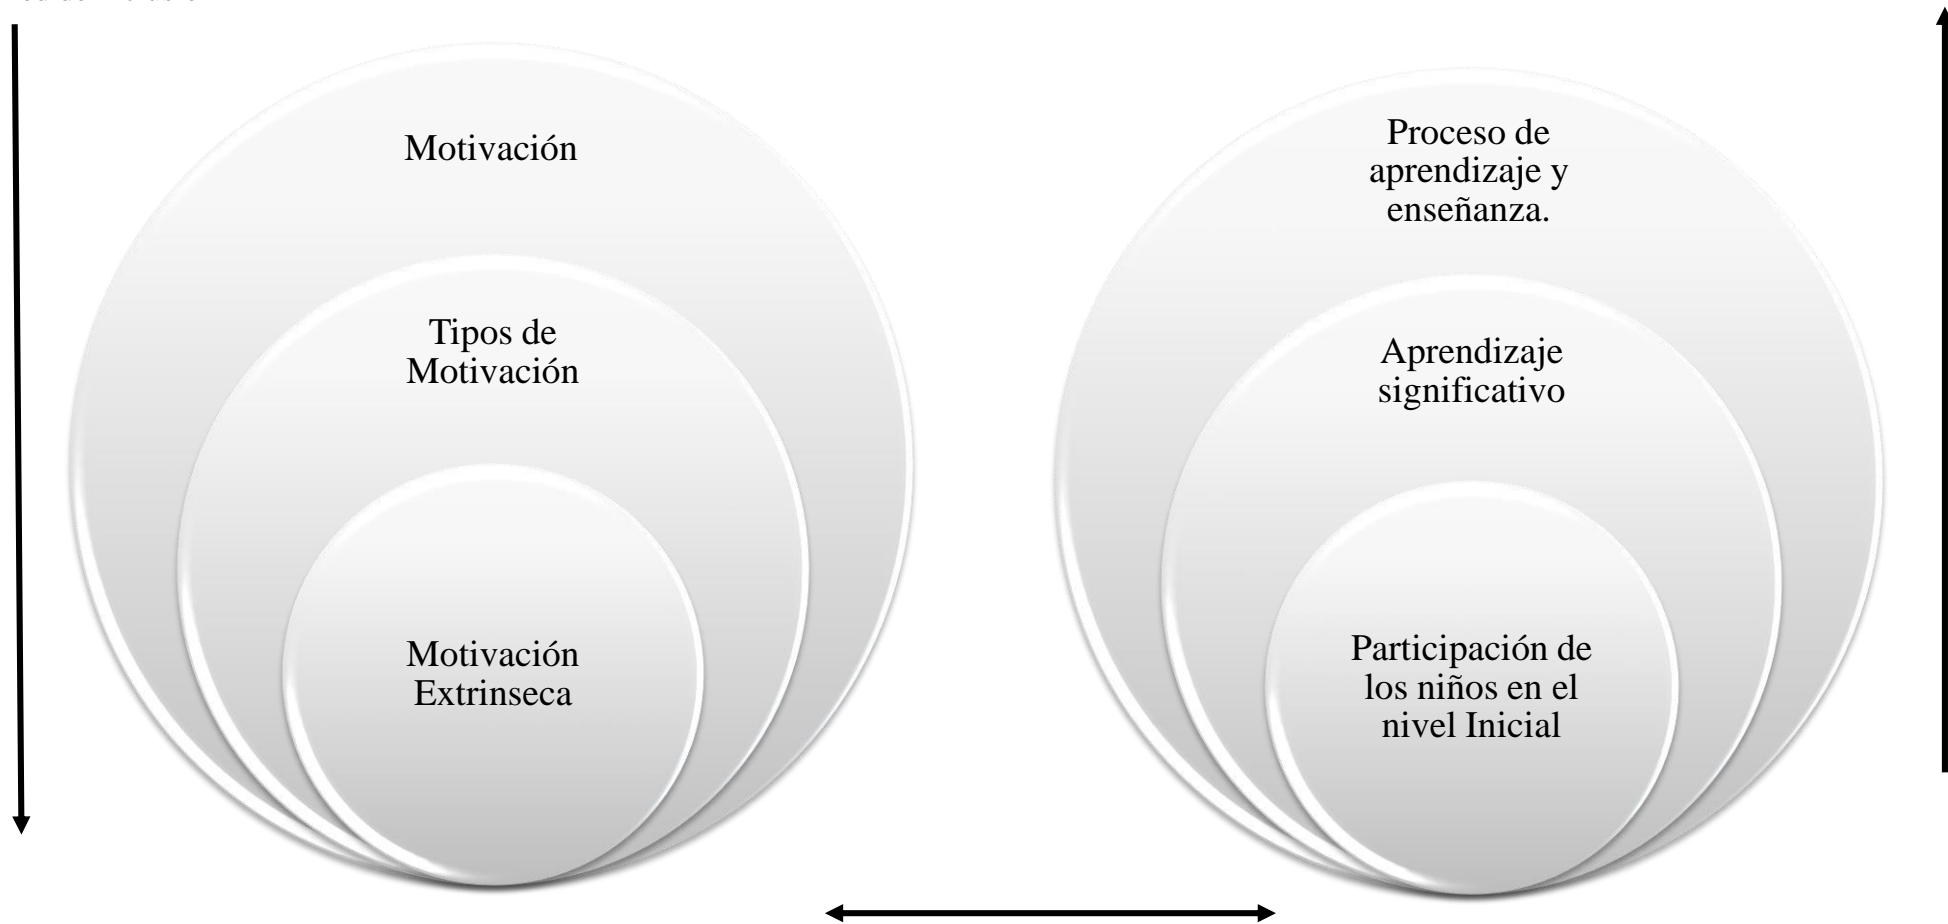 Motivación
Tipos de
Motivación
Motivación
Extrinseca
Proceso de
aprendizaje y
enseñanza.
Aprendizaje
significativo
Participación de
los niños en el
nivel Inicial